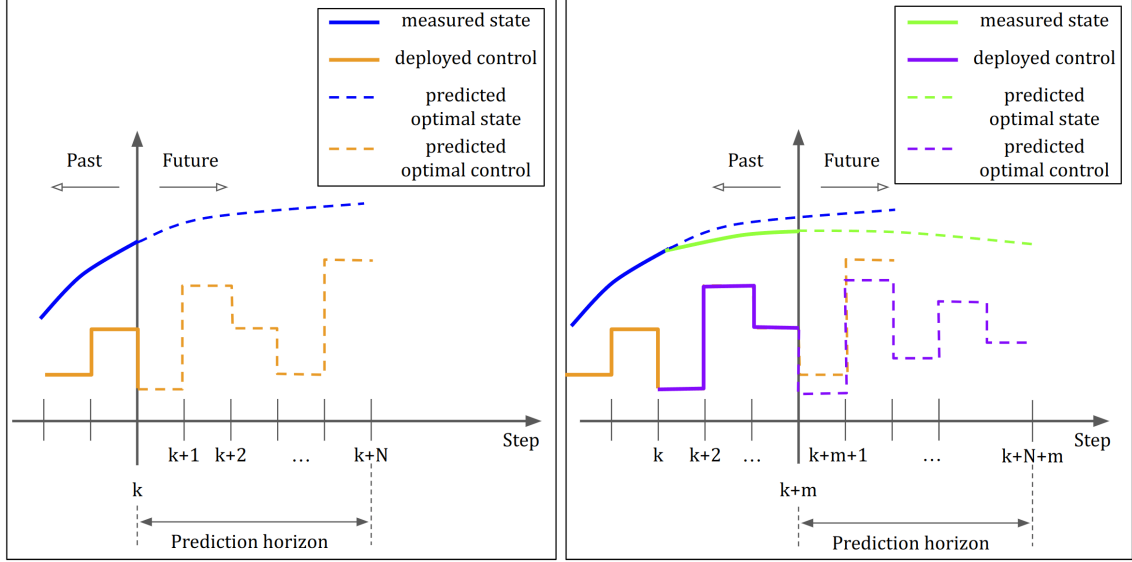 measured state
deployed control
predicted
optimal state
predicted
optimal control
Past
Future
Step
k+1
k+2
...
k+N
k
Prediction horizon
measured state
deployed control
predicted
optimal state
predicted
optimal control
Past
Future
Step
k
k+2
...
k+m+1
...
k+N+m
k+m
Prediction horizon